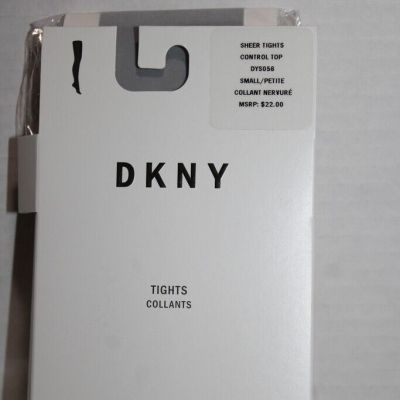 SHEER TIGHTS
CONTROL TOP
DYS056
SMALL/PETITE
COLLANT NERVURÉ
MSRP: $22.00
DKNY
TIGHTS
COLLANTS